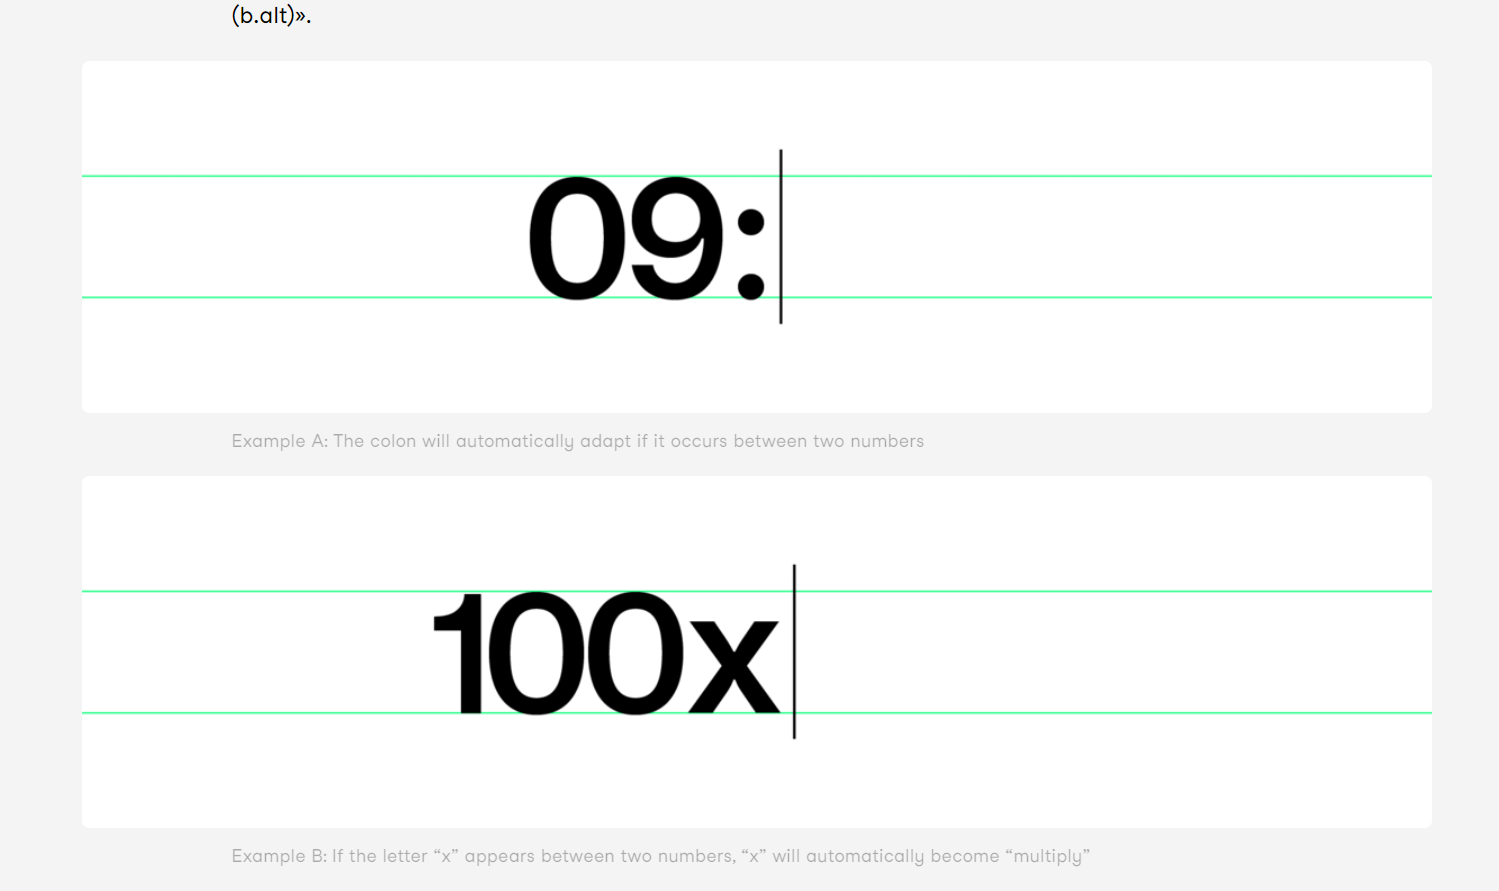 (b.alt)».
09:
Example A: The colon will automatically adapt if it occurs between two numbers
100x
Example B: If the letter “x” appears between two numbers, “x” will automatically become “multiply”